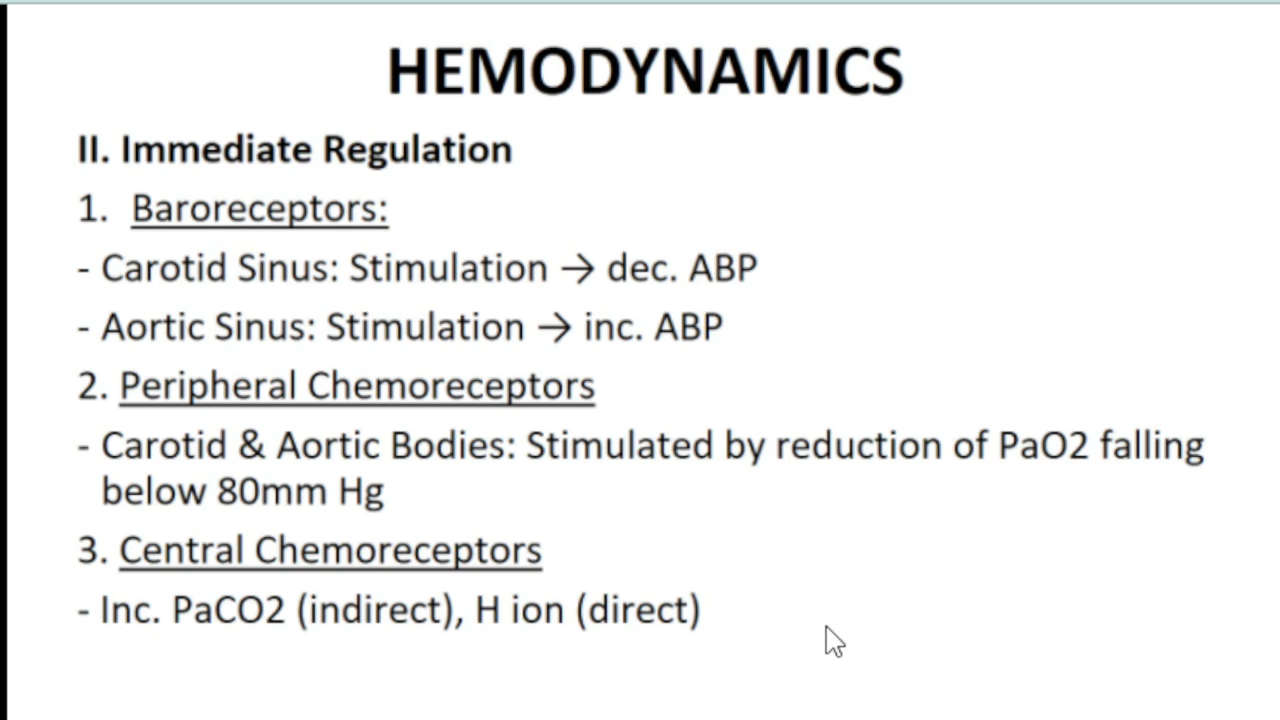 HEMODYNAMICS
II. Immediate Regulation
1. Baroreceptors:
- Carotid Sinus: Stimulation → dec. ABP
- Aortic Sinus: Stimulation → inc. ABP
2. Peripheral Chemoreceptors
- Carotid & Aortic Bodies: Stimulated by reduction of PaO2 falling
below 80mm Hg
3. Central Chemoreceptors
- Inc. PaCO2 (indirect), H ion (direct)